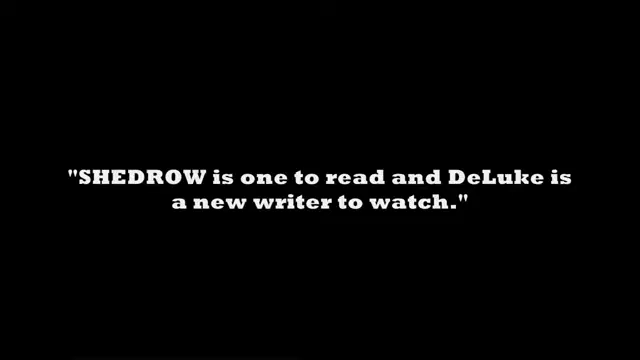 "SHEDROW is one to read and DeLuke is
a new writer to watch."